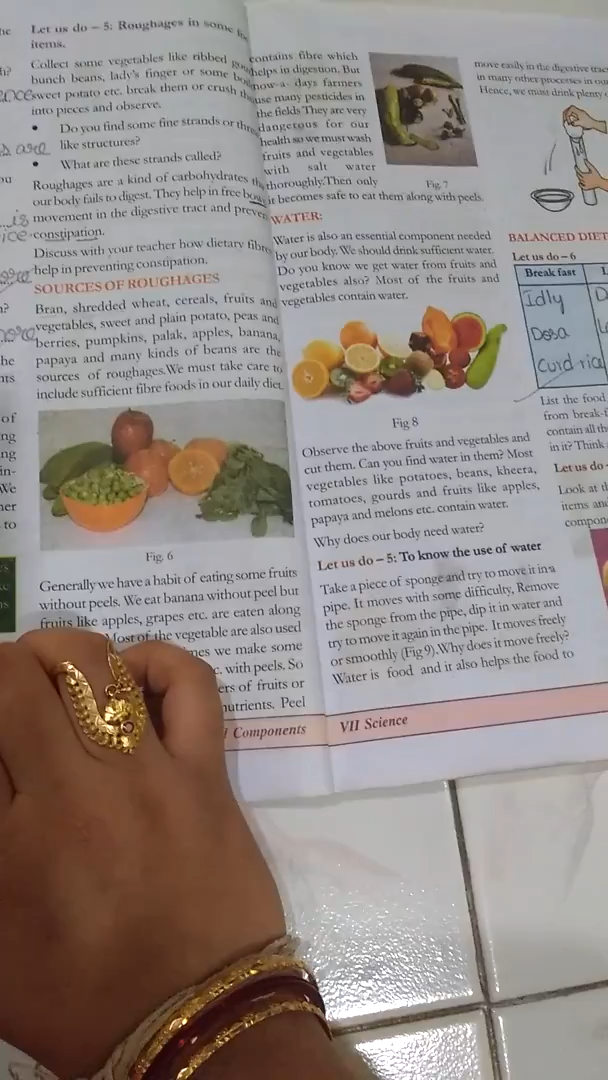 Let us do – 5: Roughages in some
items.
Collect some vegetables like ribbed
bunch beans, lady's finger or some
sweet potato etc. break them or crush
into pieces and observe.
• Do you find some fine strands or
like structures?
• What are these strands called?
Roughages are a kind of carbohydrates
our body fails to digest. They help in free
movement in the digestive tract and
constipation.
Discuss with your teacher how dietary
help in preventing constipation.
SOURCES OF ROUGHAGES
Bran, shredded wheat, cereals, fruits and
vegetables, sweet and plain potato, peas and
berries, pumpkins, palak, apples, banana,
papaya and many kinds of beans are the
sources of roughages.We must take care to
include sufficient fibre foods in our daily diet.
Fig. 6
Generally we have a habit of eating some fruits
without peels. We eat banana without peel but
fruits like apples, grapes etc. are eaten along
Most of the vegetable are also used
we make some
with peels. So
of fruits or
nutrients. Peel
Components
contains fibre which
helps in digestion. But
now-a- days farmers
use many pesticides in
the fields They are very
dangerous for our
health so we must wash
fruits and vegetables
with salt water
thoroughly.Then only
Fig. 7
it becomes safe to eat them along with peels.
WATER:
Water is also an essential component needed
by our body. We should drink sufficient water.
Do you know we get water from fruits and
vegetables also? Most of the fruits and
vegetables contain water.
Fig 8
Observe the above fruits and vegetables and
cut them. Can you find water in them? Most
vegetables like potatoes, beans, kheera,
tomatoes, gourds and fruits like apples,
papaya and melons etc. contain water.
Why does our body need water?
Let us do – 5: To know the use of water
Take a piece of sponge and try to move it in a
pipe. It moves with some difficulty, Remove
the sponge from the pipe, dip it in water and
try to move it again in the pipe. It moves freely
or smoothly (Fig 9).Why does it move freely?
Water is food and it also helps the food to
VII Science
move easily in the digestive
in many other processes in
Hence, we must drink plenty
BALANCED DIET
Let us do – 6
Break fast
Idly
Dosa
Curd
List the food
from break-
contain all
in it? Think
Let us do
Look at
items and